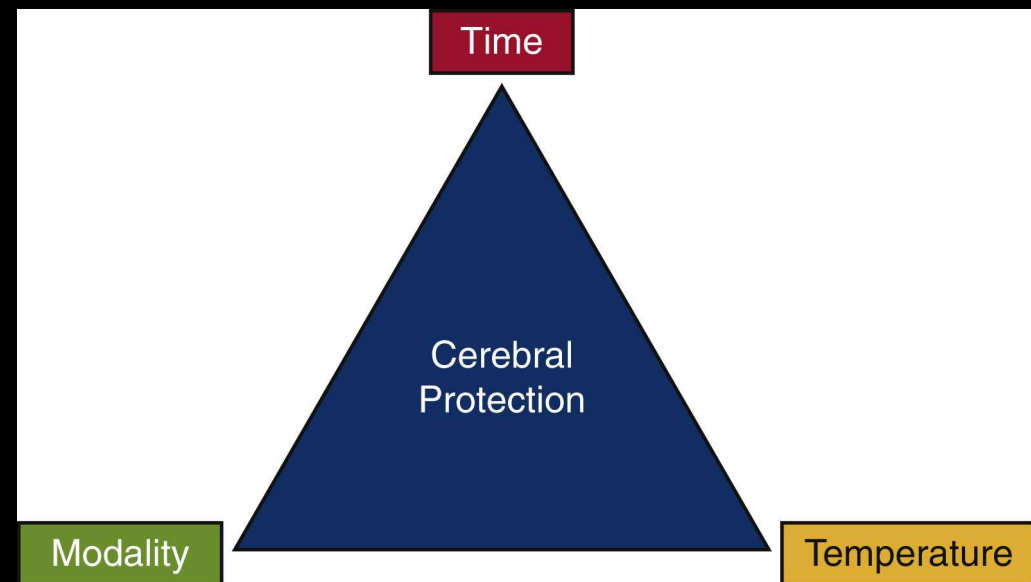 Time
Cerebral
Protection
Modality
Temperature